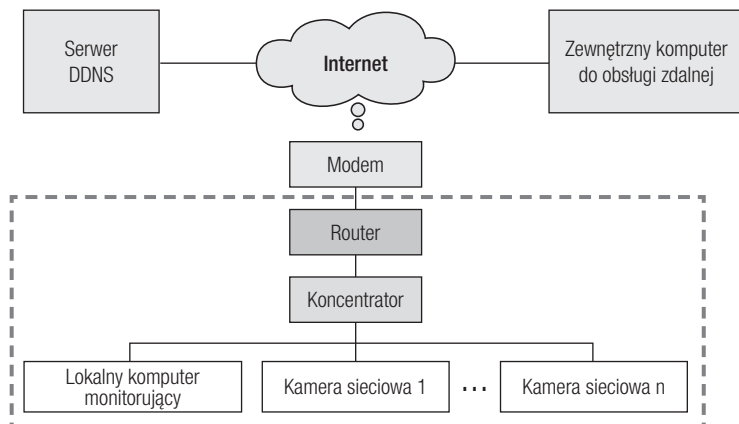 Serwer
DDNS
Internet
Zewnętrzny komputer
do obsługi zdalnej
Modem
Router
Koncentrator
Lokalny komputer
monitorujący
Kamera sieciowa 1
...
Kamera sieciowa n